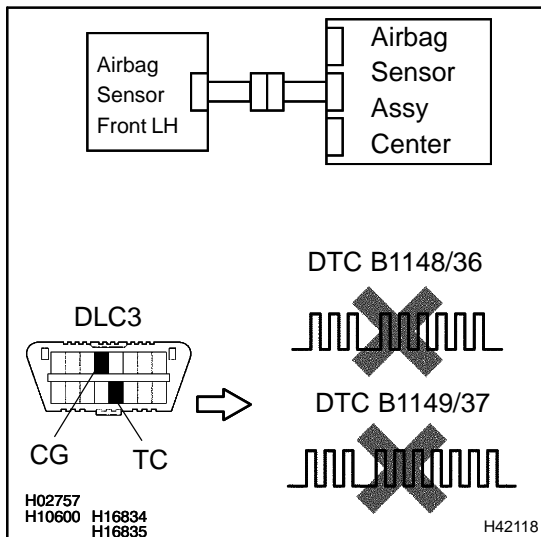 Airbag
Sensor
Front LH
Airbag
Sensor
Assy
Center
DTC B1148/36
DLC3
DTC B1149/37
CG
TC
H02757
H10600 H16834
H16835
H42118